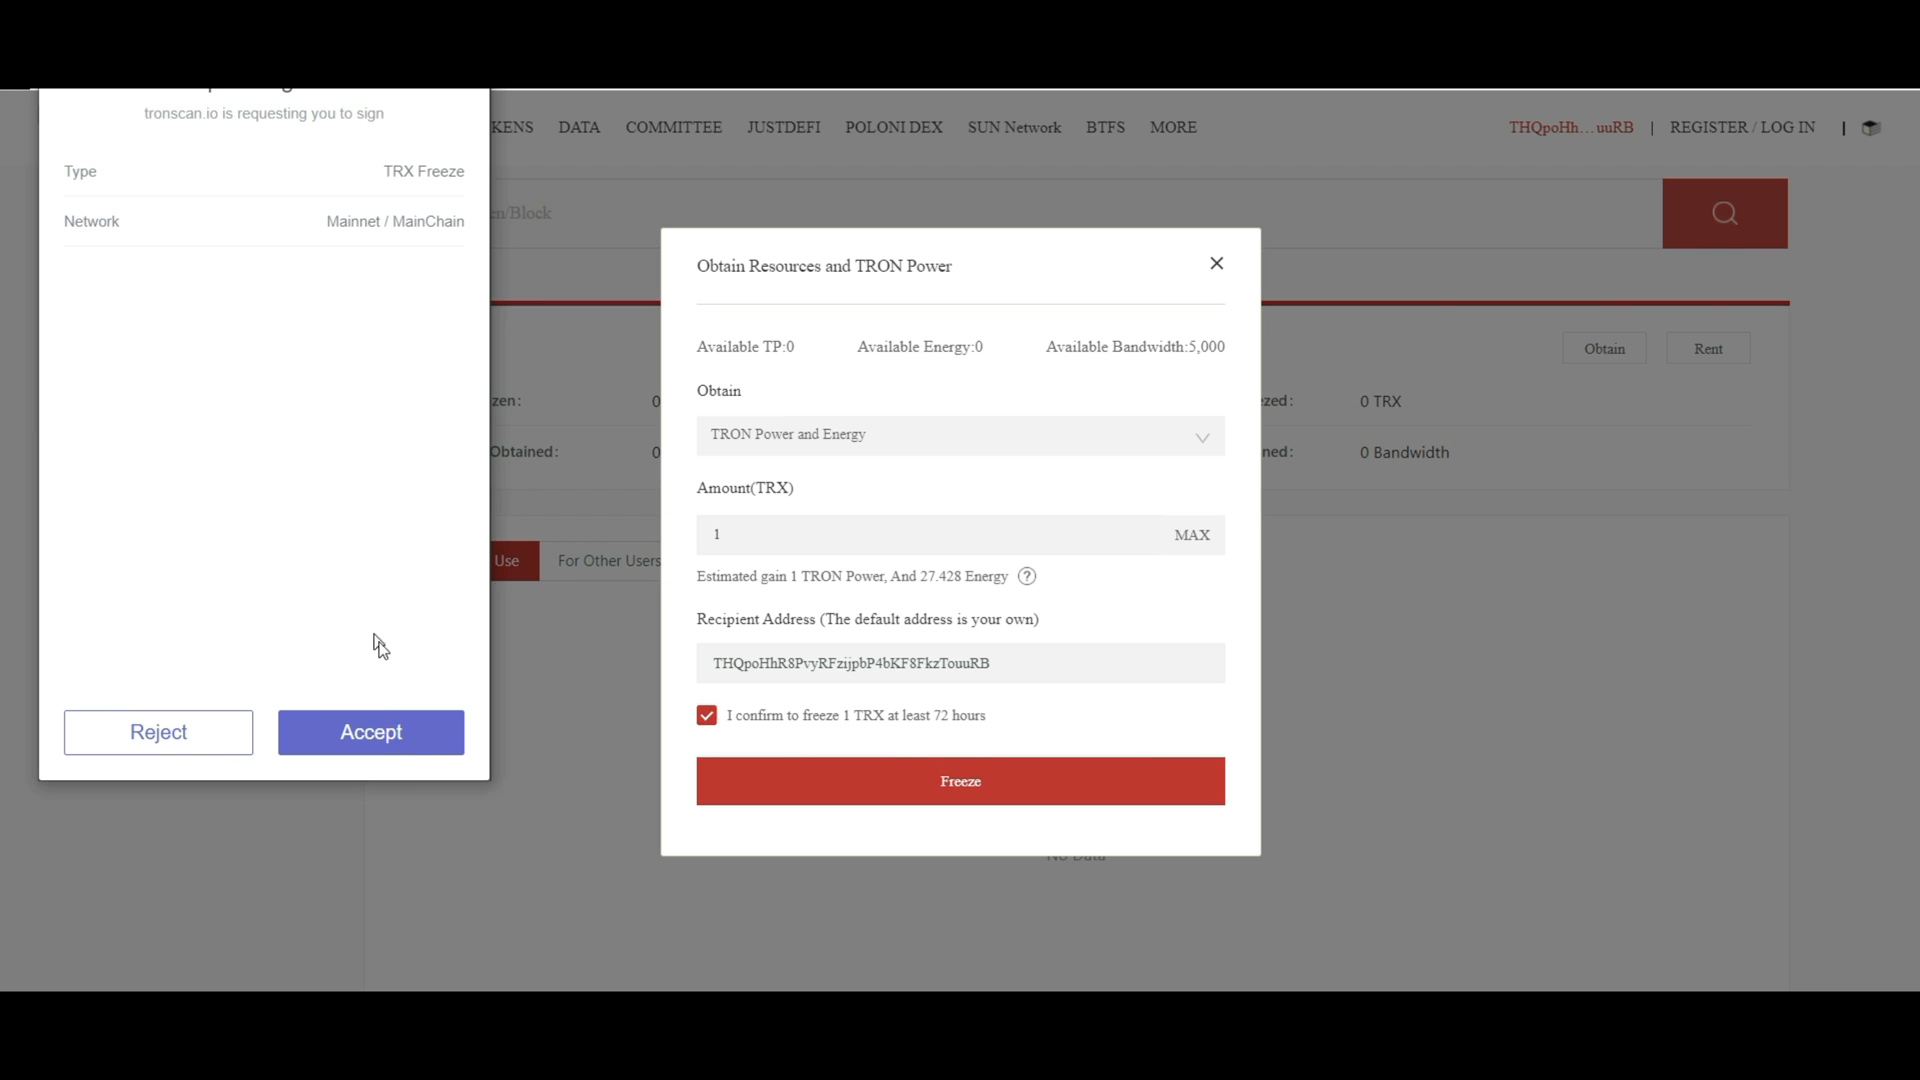 tronscan.io is requesting you to sign
Type TRX Freeze
Network Mainnet / MainChain
Reject Accept
KENS DATA COMMITTEE JUSTDEFI POLONI DEX SUN Network BTFS MORE THQpoHh... uuRB | REGISTER / LOG IN |
en/Block
Obtain Rent
zen: 0 ezed: 0 TRX
Obtained: 0 ned: 0 Bandwidth
Use For Other Users
Obtain Resources and TRON Power
Available TP:0 Available Energy:0 Available Bandwidth:5,000
Obtain
TRON Power and Energy
Amount(TRX)
1 MAX
Estimated gain 1 TRON Power, And 27.428 Energy ?
Recipient Address (The default address is your own)
THQpoHhR8PvyRFzijpbP4bKF8FkzTouuRB
I confirm to freeze 1 TRX at least 72 hours
Freeze
No Data